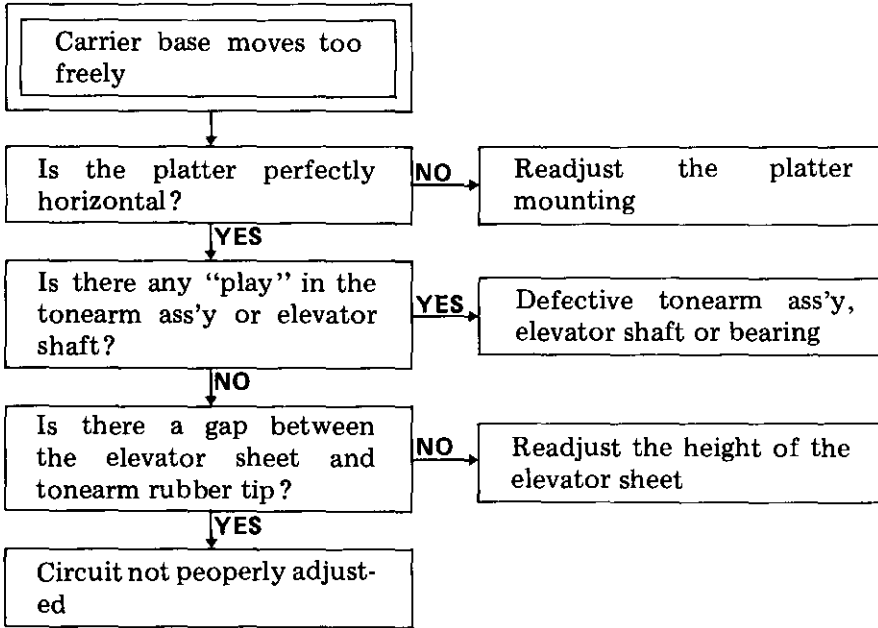 Carrier base moves too
freely
Is the platter perfectly
horizontal?
NO
Readjust the platter
mounting
YES
Is there any “play” in the
tonearm ass'y or elevator
shaft?
YES
Defective tonearm ass'y,
elevator shaft or bearing
NO
Is there a gap between
the elevator sheet and
tonearm rubber tip?
NO
Readjust the height of the
elevator sheet
YES
Circuit not peoperly adjust-
ed